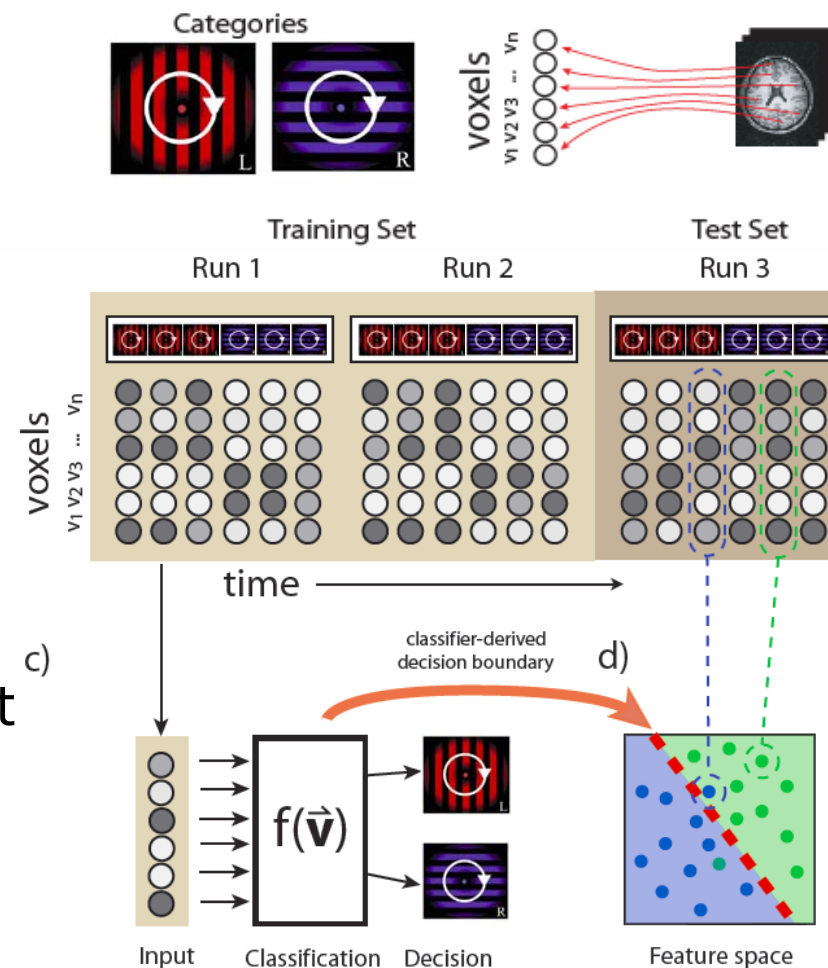 Categories
L
R
voxels
v1 v2 v3 ... vn
Training Set
Test Set
Run 1
Run 2
Run 3
voxels
v1 v2 v3 ... vn
time
classifier-derived
decision boundary
c)
d)
t
f(v⃗)
L
R
Input
Classification
Decision
Feature space